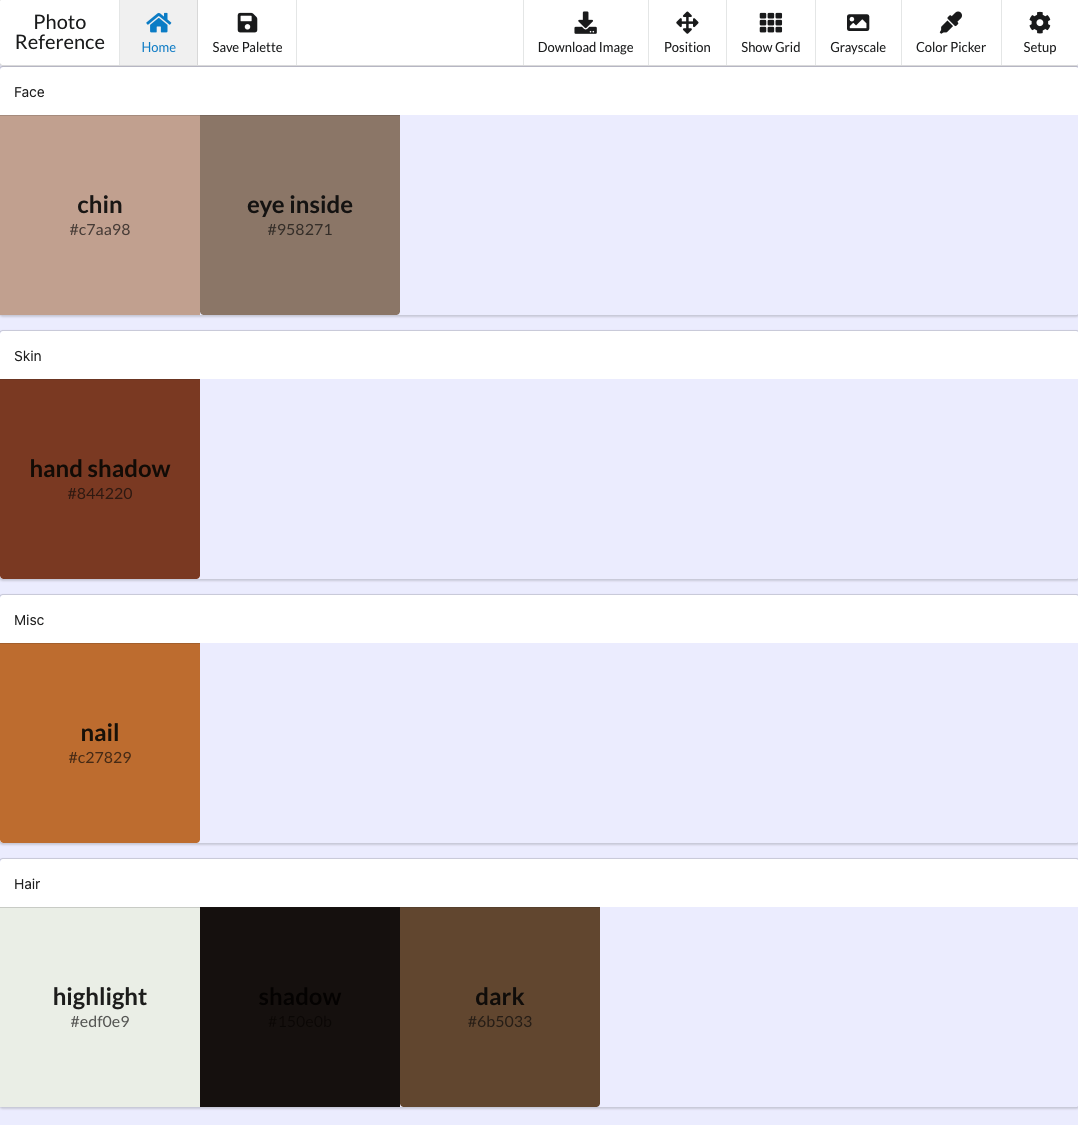 Photo
Reference
Home
Save Palette
Download Image
Position
Show Grid
Grayscale
Color Picker
Setup
Face
chin
#c7aa98
eye inside
#958271
Skin
hand shadow
#844220
Misc
nail
#c27829
Hair
highlight
#edf0e9
shadow
#150e0b
dark
#6b5033